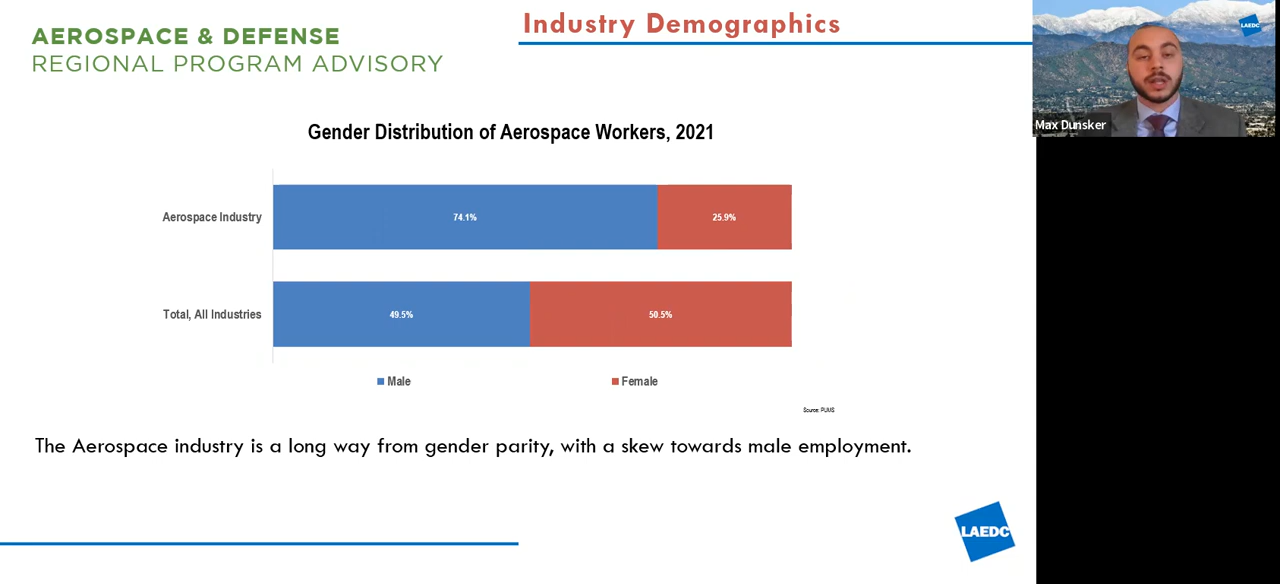 AEROSPACE & DEFENSE
REGIONAL PROGRAM ADVISORY
Industry Demographics
LAEDC
Max Dunsker
Gender Distribution of Aerospace Workers, 2021
Aerospace Industry
74.1%
25.9%
Total, All Industries
49.5%
50.5%
Male
Female
Source: PUMS
The Aerospace industry is a long way from gender parity, with a skew towards male employment.
LAEDC